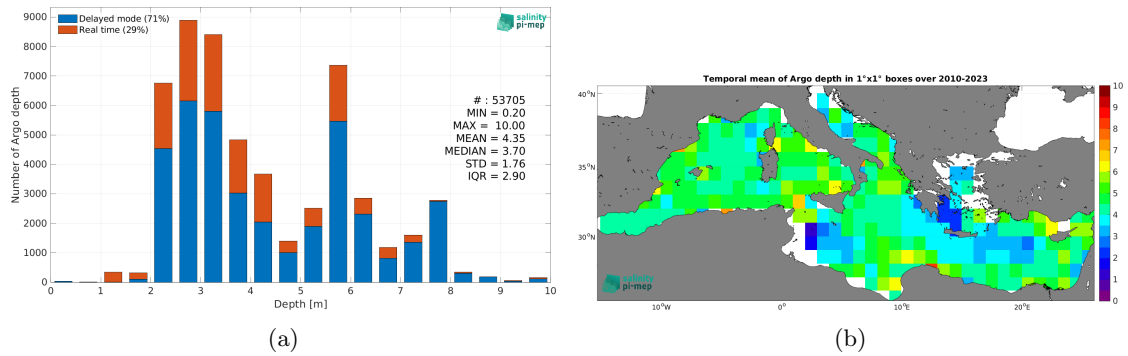 Delayed mode (71%)
Real time (29%)
salinity
pi-mep
# : 53705
MIN = 0.20
MAX = 10.00
MEAN = 4.35
MEDIAN = 3.70
STD = 1.76
IQR = 2.90
Number of Argo depth
9000
8000
7000
6000
5000
4000
3000
2000
1000
0
0 1 2 3 4 5 6 7 8 9 10
Depth [m]
(a)
Temporal mean of Argo depth in 1°x1° boxes over 2010-2023
40°N
35°N
30°N
10°W 0° 10°E 20°E
salinity
pi-mep
10
9
8
7
6
5
4
3
2
1
0
(b)